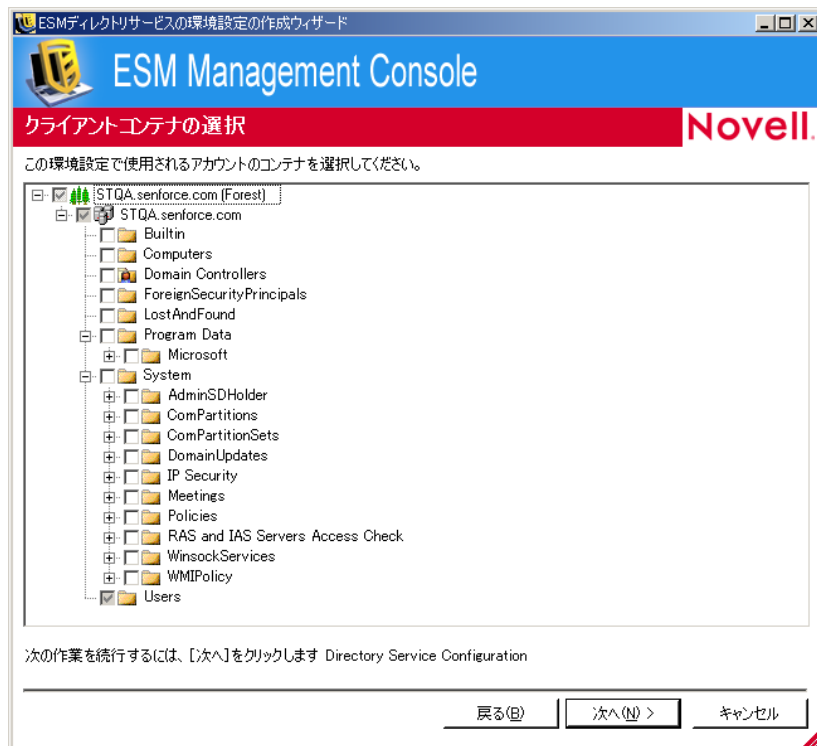 ESMディレクトリサービスの環境設定の作成ウィザード
ESM Management Console
クライアントコンテナの選択
Novell.
この環境設定で使用されるアカウントのコンテナを選択してください。
STQA.senforce.com (Forest)
STQA.senforce.com
Builtin
Computers
Domain Controllers
ForeignSecurityPrincipals
LostAndFound
Program Data
Microsoft
System
AdminSDHolder
ComPartitions
ComPartitionSets
DomainUpdates
IP Security
Meetings
Policies
RAS and IAS Servers Access Check
WinsockServices
WMIPolicy
Users
次の作業を続行するには、[次へ]をクリックします Directory Service Configuration
戻る(B)
次へ(N) >
キャンセル